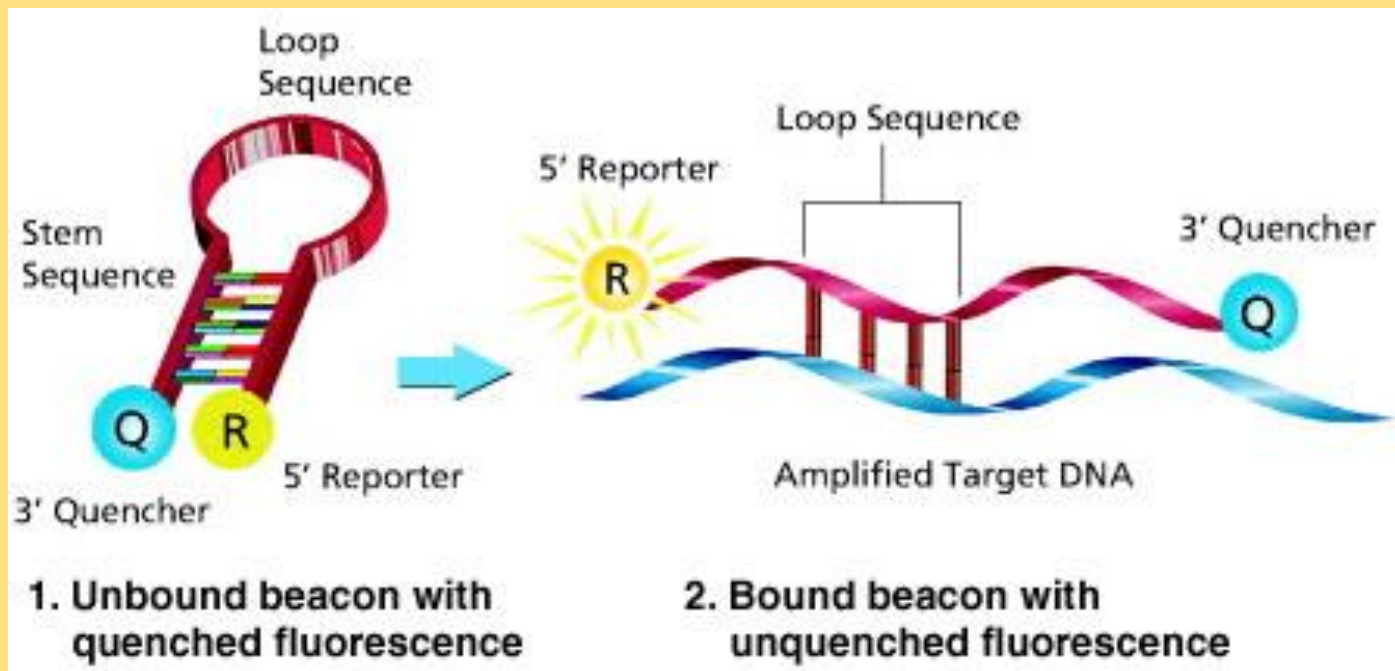 Loop
Sequence
Stem
Sequence
Q
R
5' Reporter
3' Quencher
1. Unbound beacon with
quenched fluorescence
Loop Sequence
5' Reporter
R
3' Quencher
Q
Amplified Target DNA
2. Bound beacon with
unquenched fluorescence